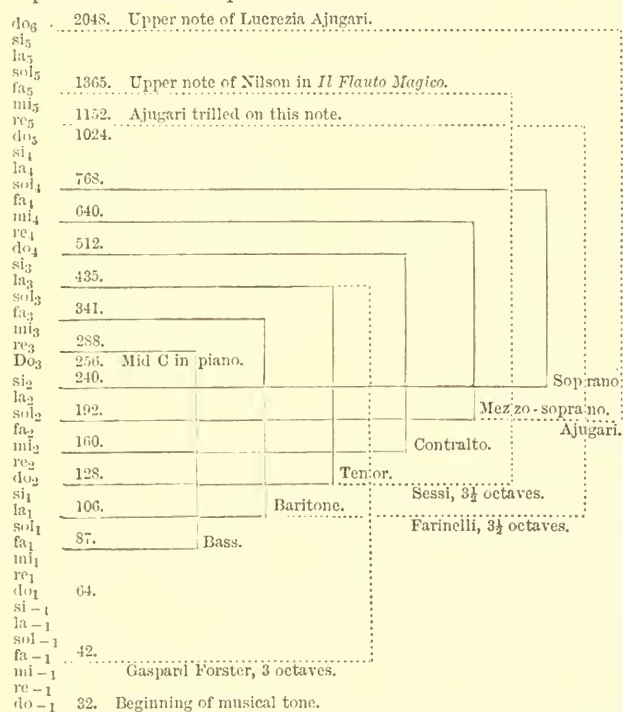 do6 . 2048. Upper note of Lucrezia Ajugari.
si5
la5
sol5
fa5 1365. Upper note of Nilson in Il Flauto Magico.
mi5
re5 1152. Ajugari trilled on this note.
do5 1024.
si4
la4
sol4 768.
fa4
mi4 640.
re4
do4 512.
si3
la3 435.
sol3
fa3 341.
mi3
re3 288.
Do3 256. Mid C in piano.
si2 240. Soprano
la2
sol2 192. Mezzo-soprano.
fa2 Ajugari.
mi2 160. Contralto.
re2
do2 128. Tenor.
si1 Sessi, 3½ octaves.
la1 106. Baritone.
sol1 Farinelli, 3½ octaves.
fa1 87. Bass.
mi1
re1
do1 64.
si-1
la-1
sol-1
fa-1 42.
mi-1 Gaspard Forster, 3 octaves.
re-1
do-1 32. Beginning of musical tone.